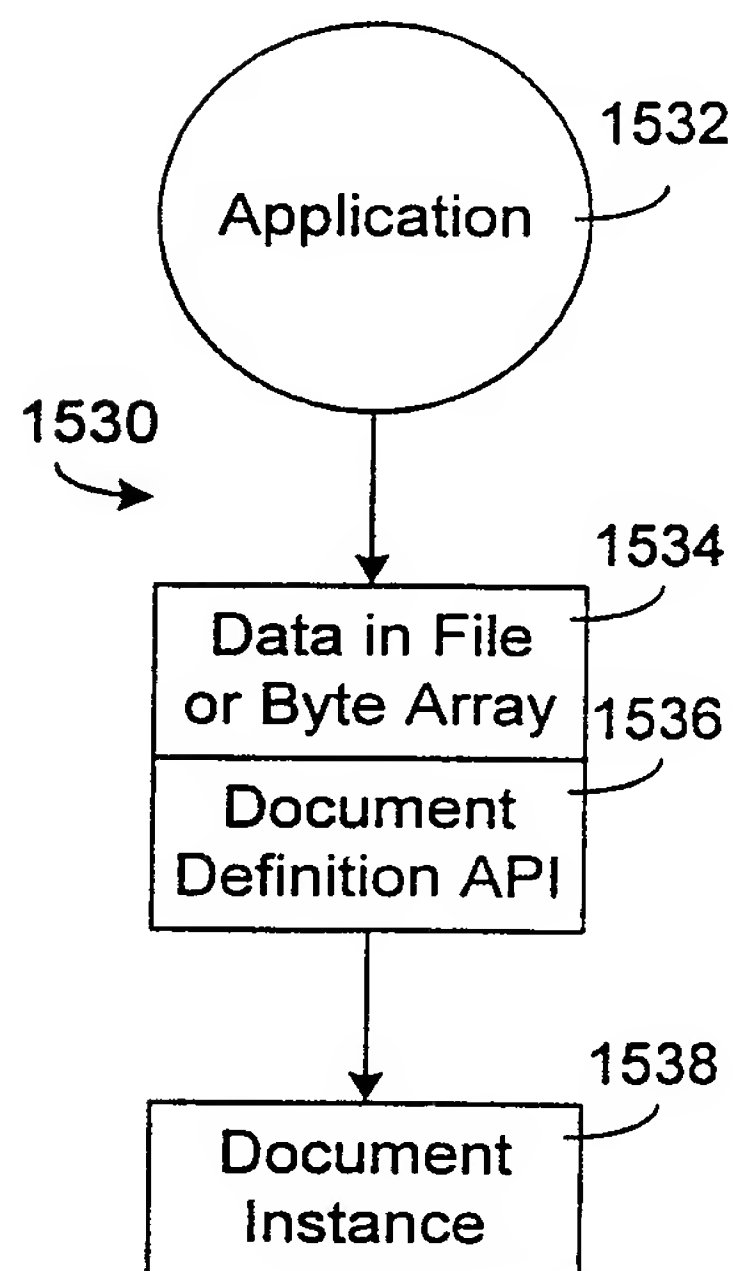 1532
Application
1530
1534
Data in File
or Byte Array
1536
Document
Definition API
1538
Document
Instance